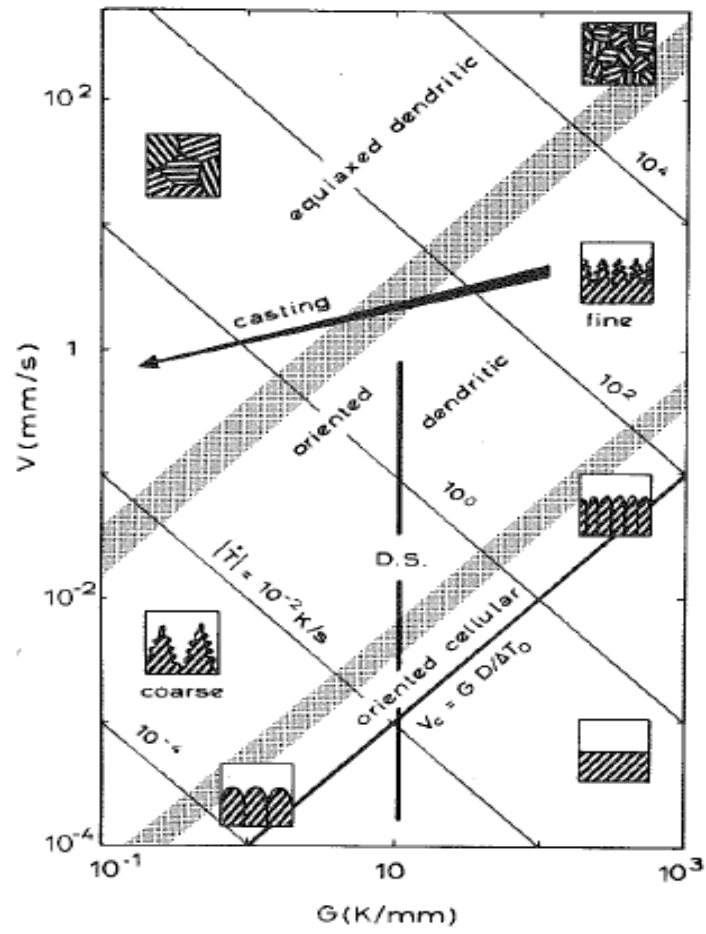 10²
equiaxed dendritic
10⁴
casting
fine
1
V(mm/s)
oriented
dendritic
10²
10⁰
D.S.
|Ṫ| = 10⁻² K/s
10⁻²
coarse
oriented cellular
V_c = G D/ΔT₀
10⁻⁴
10⁻⁴
10⁻¹
10
10³
G(K/mm)